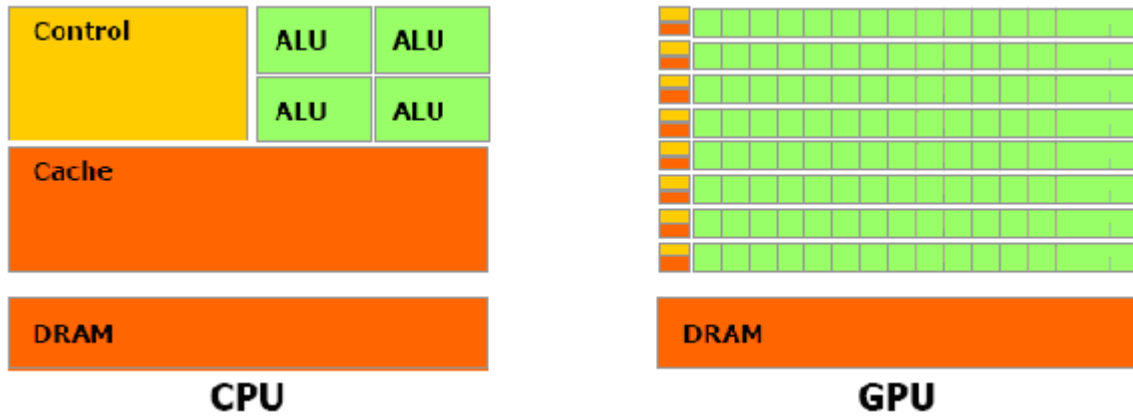 Control
ALU ALU
ALU ALU
Cache
DRAM
CPU
DRAM
GPU